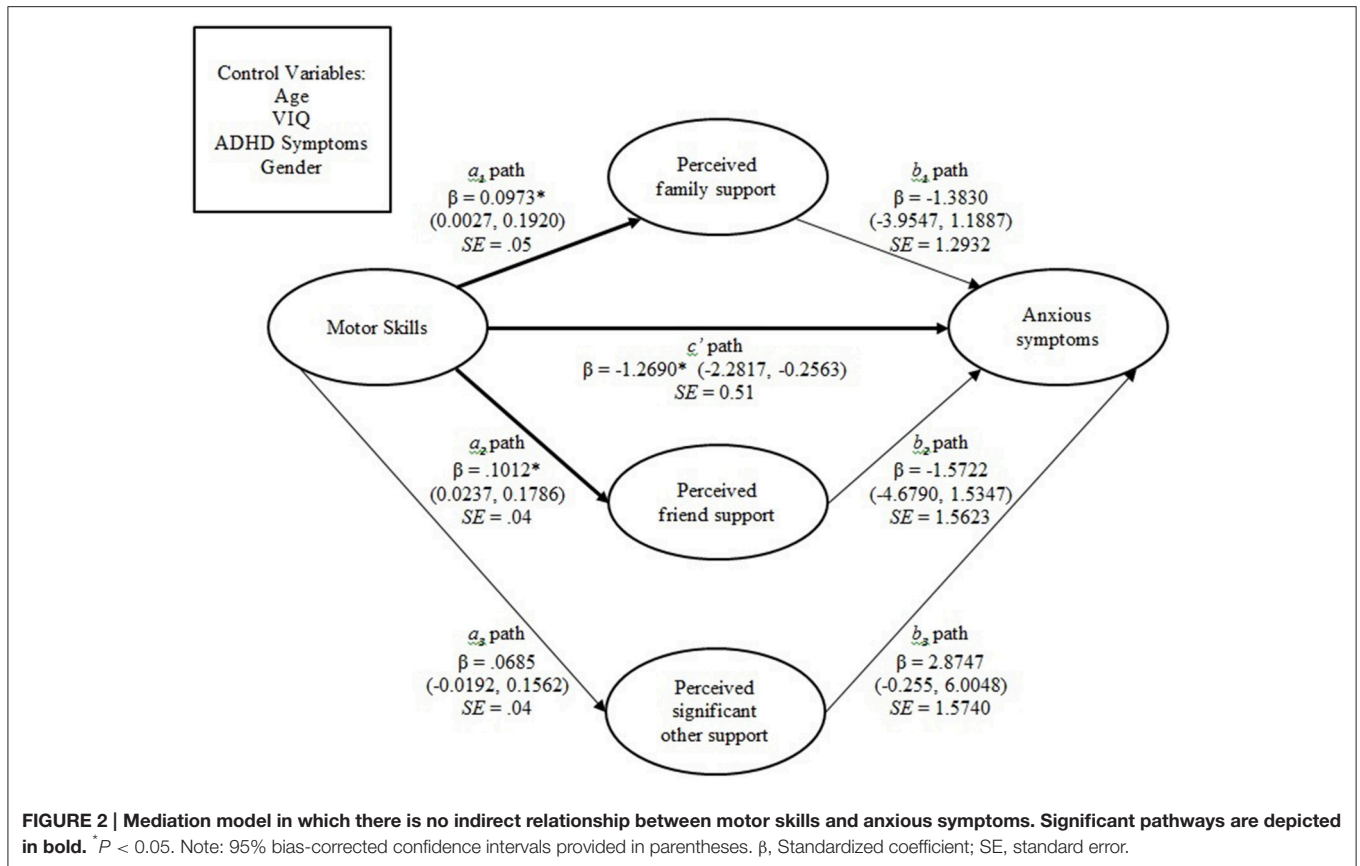 Control Variables:
Age
VIQ
ADHD Symptoms
Gender
a₁ path
β = 0.0973*
(0.0027, 0.1920)
SE = .05
Perceived
family support
b₁ path
β = -1.3830
(-3.9547, 1.1887)
SE = 1.2932
Motor Skills
Anxious
symptoms
c' path
β = -1.2690* (-2.2817, -0.2563)
SE = 0.51
a₂ path
β = .1012*
(0.0237, 0.1786)
SE = .04
Perceived
friend support
b₂ path
β = -1.5722
(-4.6790, 1.5347)
SE = 1.5623
a₃ path
β = .0685
(-0.0192, 0.1562)
SE = .04
Perceived
significant
other support
b₃ path
β = 2.8747
(-0.255, 6.0048)
SE = 1.5740
FIGURE 2 | Mediation model in which there is no indirect relationship between motor skills and anxious symptoms. Significant pathways are depicted
in bold. *P < 0.05. Note: 95% bias-corrected confidence intervals provided in parentheses. β, Standardized coefficient; SE, standard error.